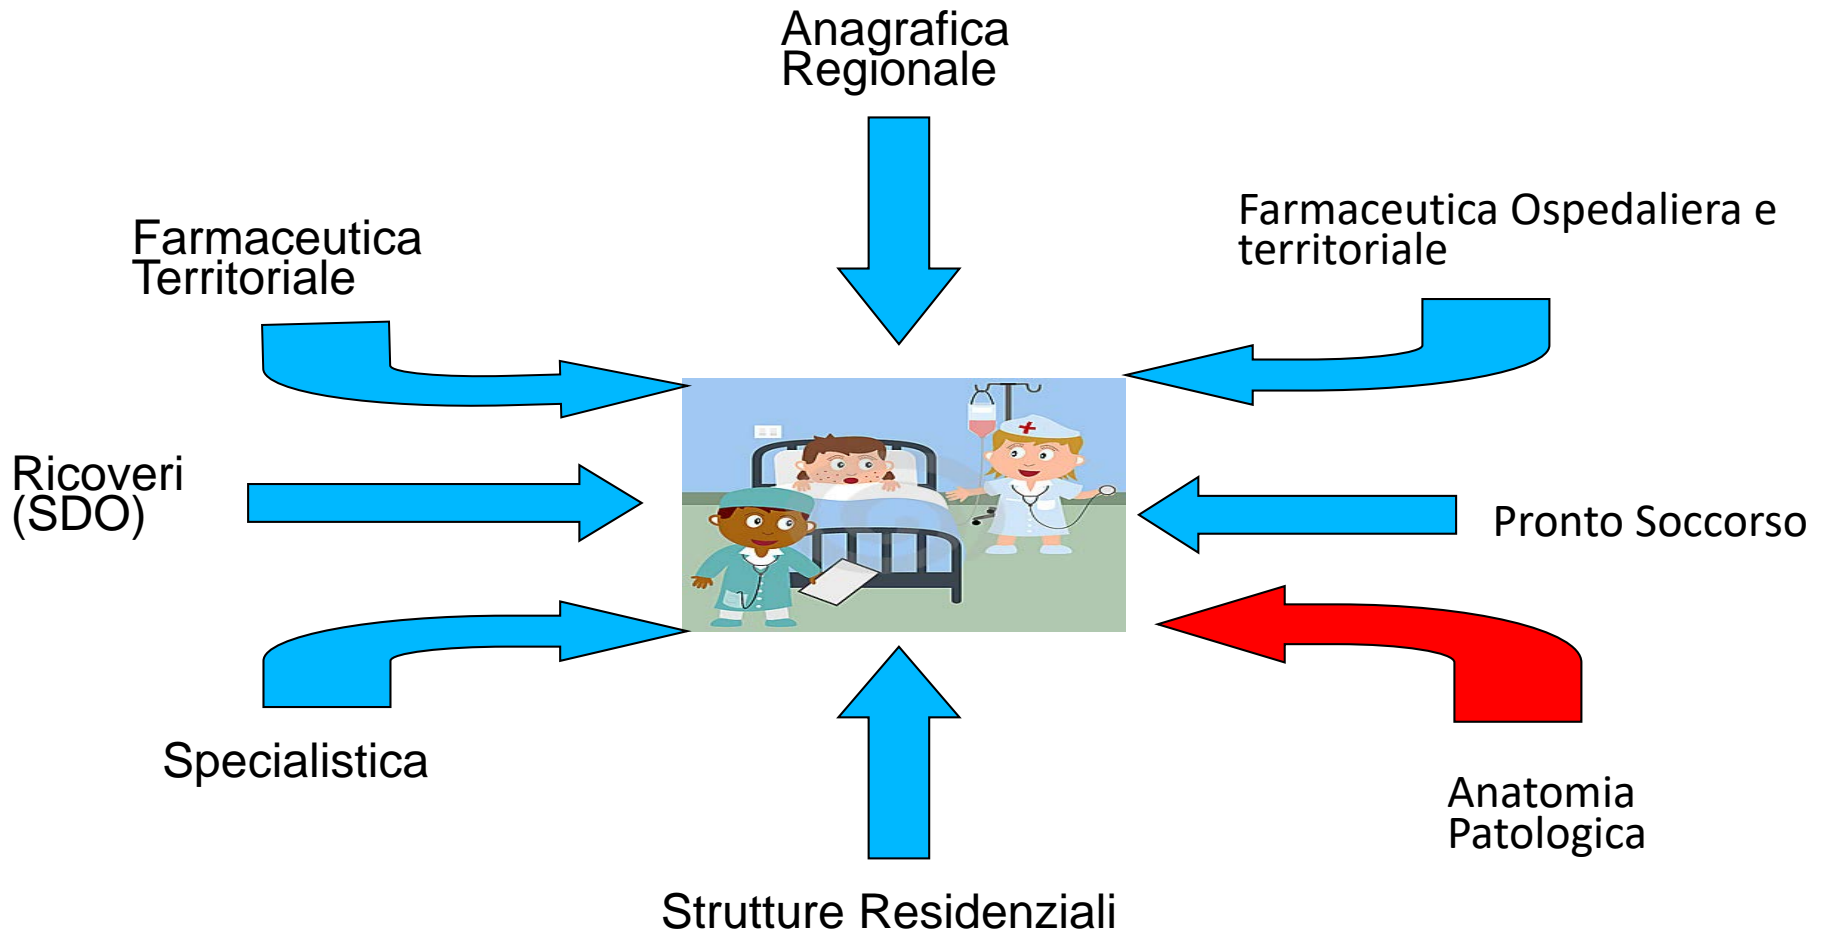 Anagrafica
Regionale
Farmaceutica
Territoriale
Farmaceutica Ospedaliera e
territoriale
Ricoveri
(SDO)
Pronto Soccorso
Specialistica
Anatomia
Patologica
Strutture Residenziali